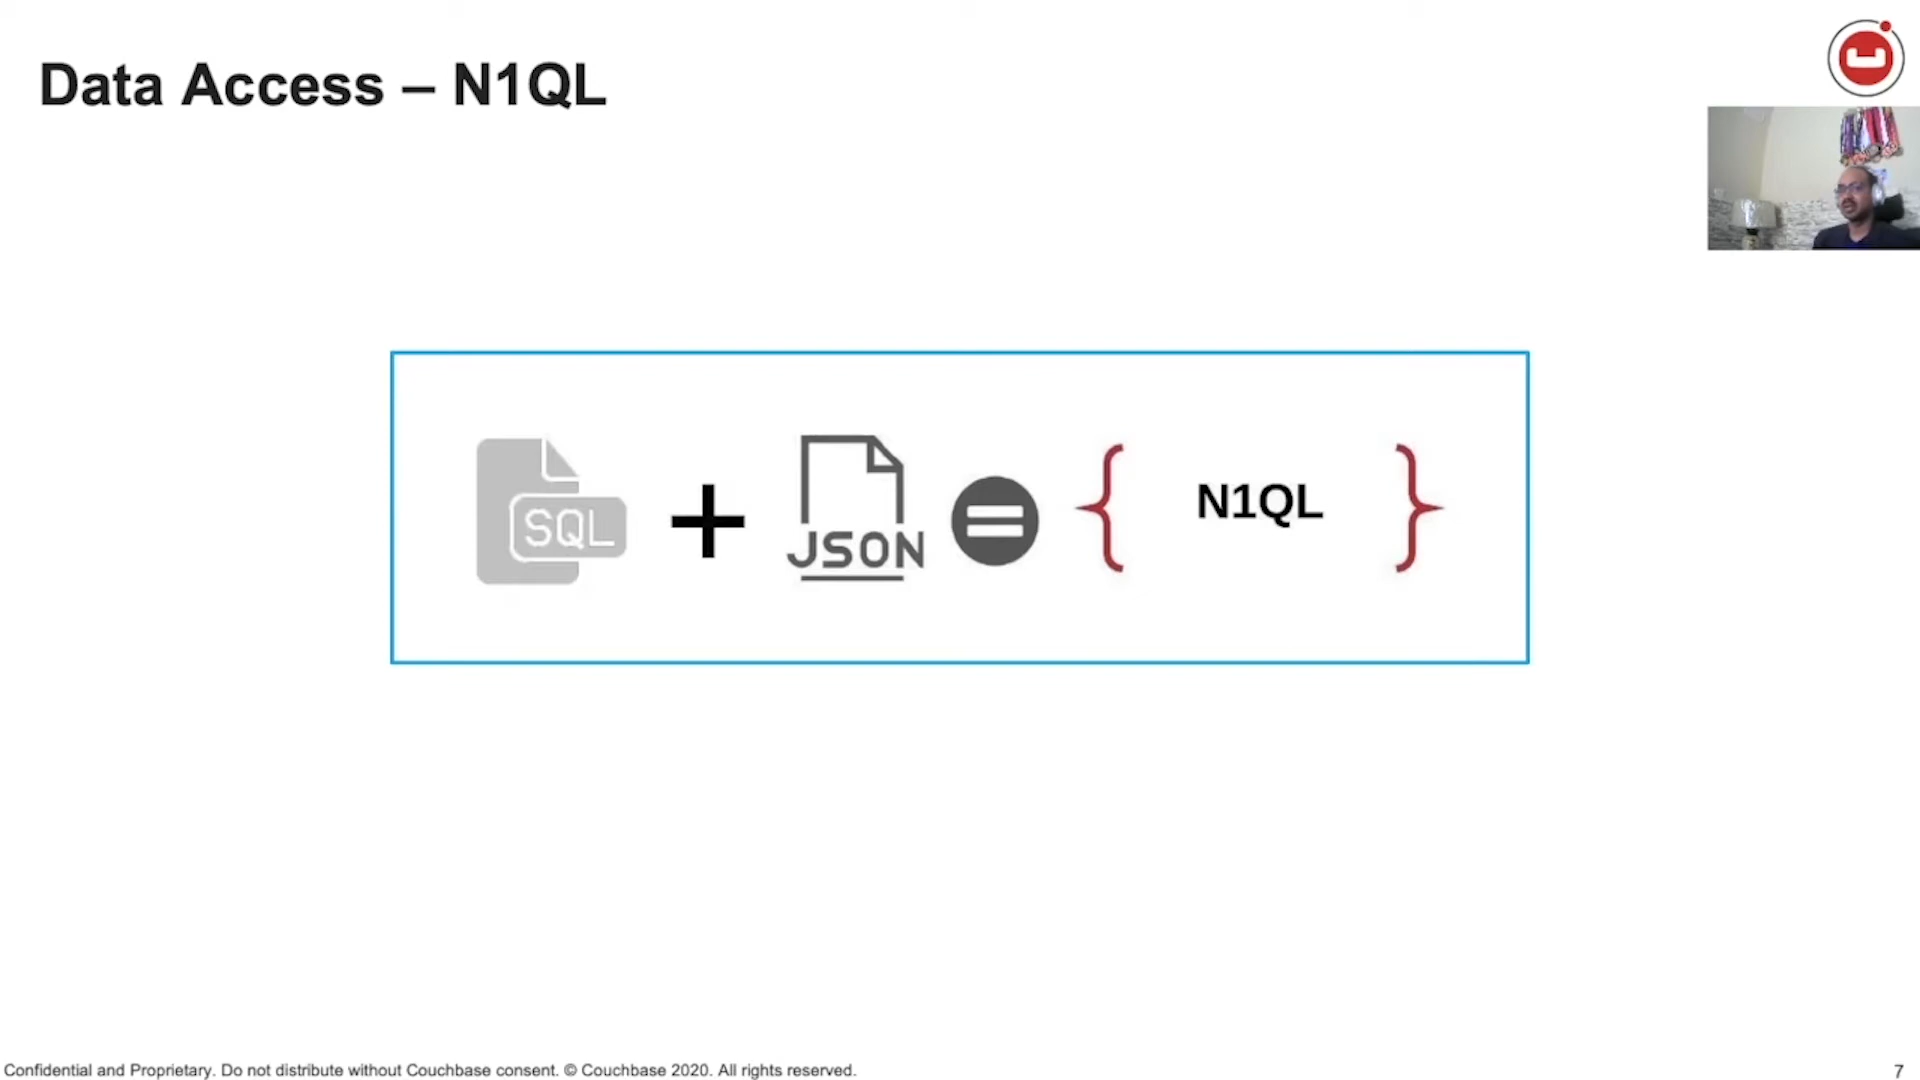 Data Access – N1QL
SQL
JSON
N1QL
Confidential and Proprietary. Do not distribute without Couchbase consent. © Couchbase 2020. All rights reserved.
7